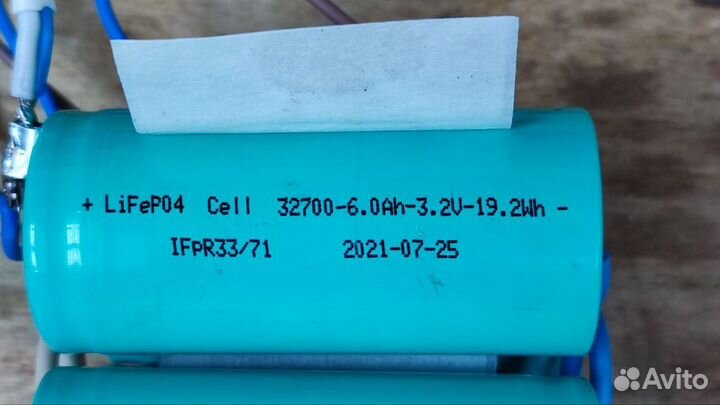 + LiFePO4 Cell 32700-6.0Ah-3.2V-19.2Wh -
IFpR33/71 2021-07-25
Avito